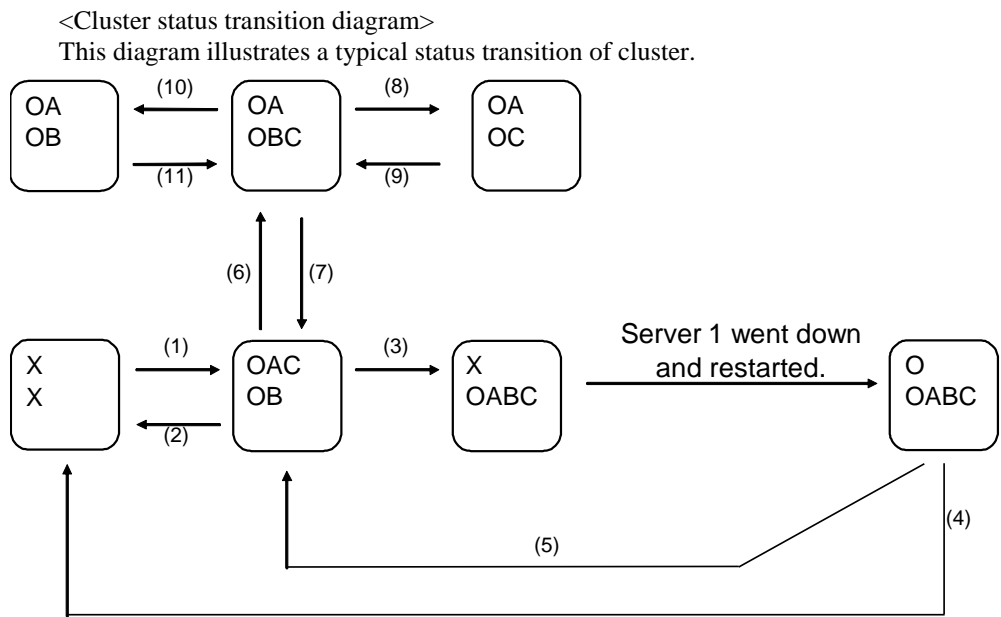 <Cluster status transition diagram>
This diagram illustrates a typical status transition of cluster.
(10)
(8)
OA
OB
OA
OBC
OA
OC
(11)
(9)
(6)
(7)
Server 1 went down
and restarted.
(1)
(3)
X
X
OAC
OB
X
OABC
O
OABC
(2)
(4)
(5)